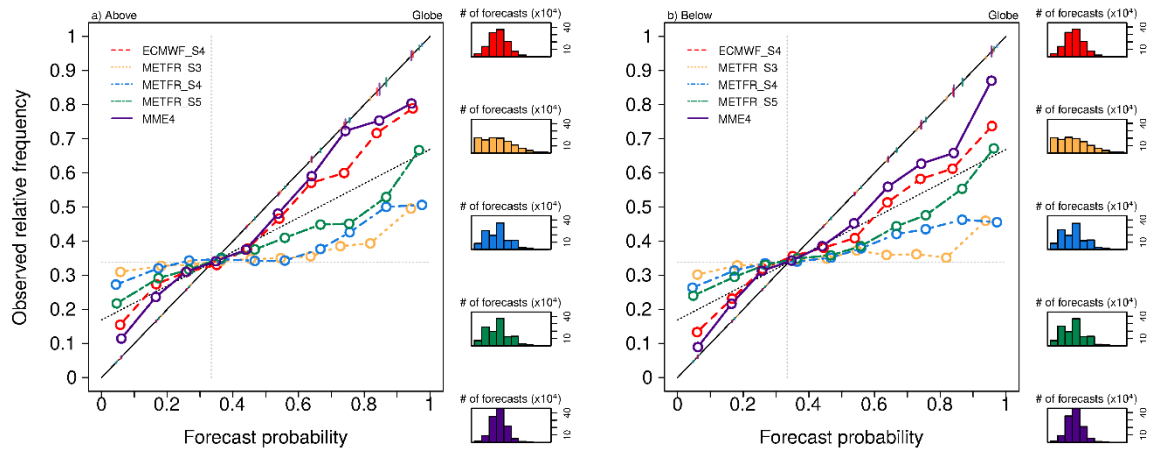 a) Above
Globe
Observed relative frequency
1
0.9
0.8
0.7
0.6
0.5
0.4
0.3
0.2
0.1
0
ECMWF_S4
METFR_S3
METFR_S4
METFR_S5
MME4
0 0.2 0.4 0.6 0.8 1
Forecast probability
# of forecasts (x10⁴)
10 40
# of forecasts (x10⁴)
10 40
# of forecasts (x10⁴)
10 40
# of forecasts (x10⁴)
10 40
# of forecasts (x10⁴)
10 40
b) Below
Globe
1
0.9
0.8
0.7
0.6
0.5
0.4
0.3
0.2
0.1
0
ECMWF_S4
METFR_S3
METFR_S4
METFR_S5
MME4
0 0.2 0.4 0.6 0.8 1
Forecast probability
# of forecasts (x10⁴)
10 40
# of forecasts (x10⁴)
10 40
# of forecasts (x10⁴)
10 40
# of forecasts (x10⁴)
10 40
# of forecasts (x10⁴)
10 40